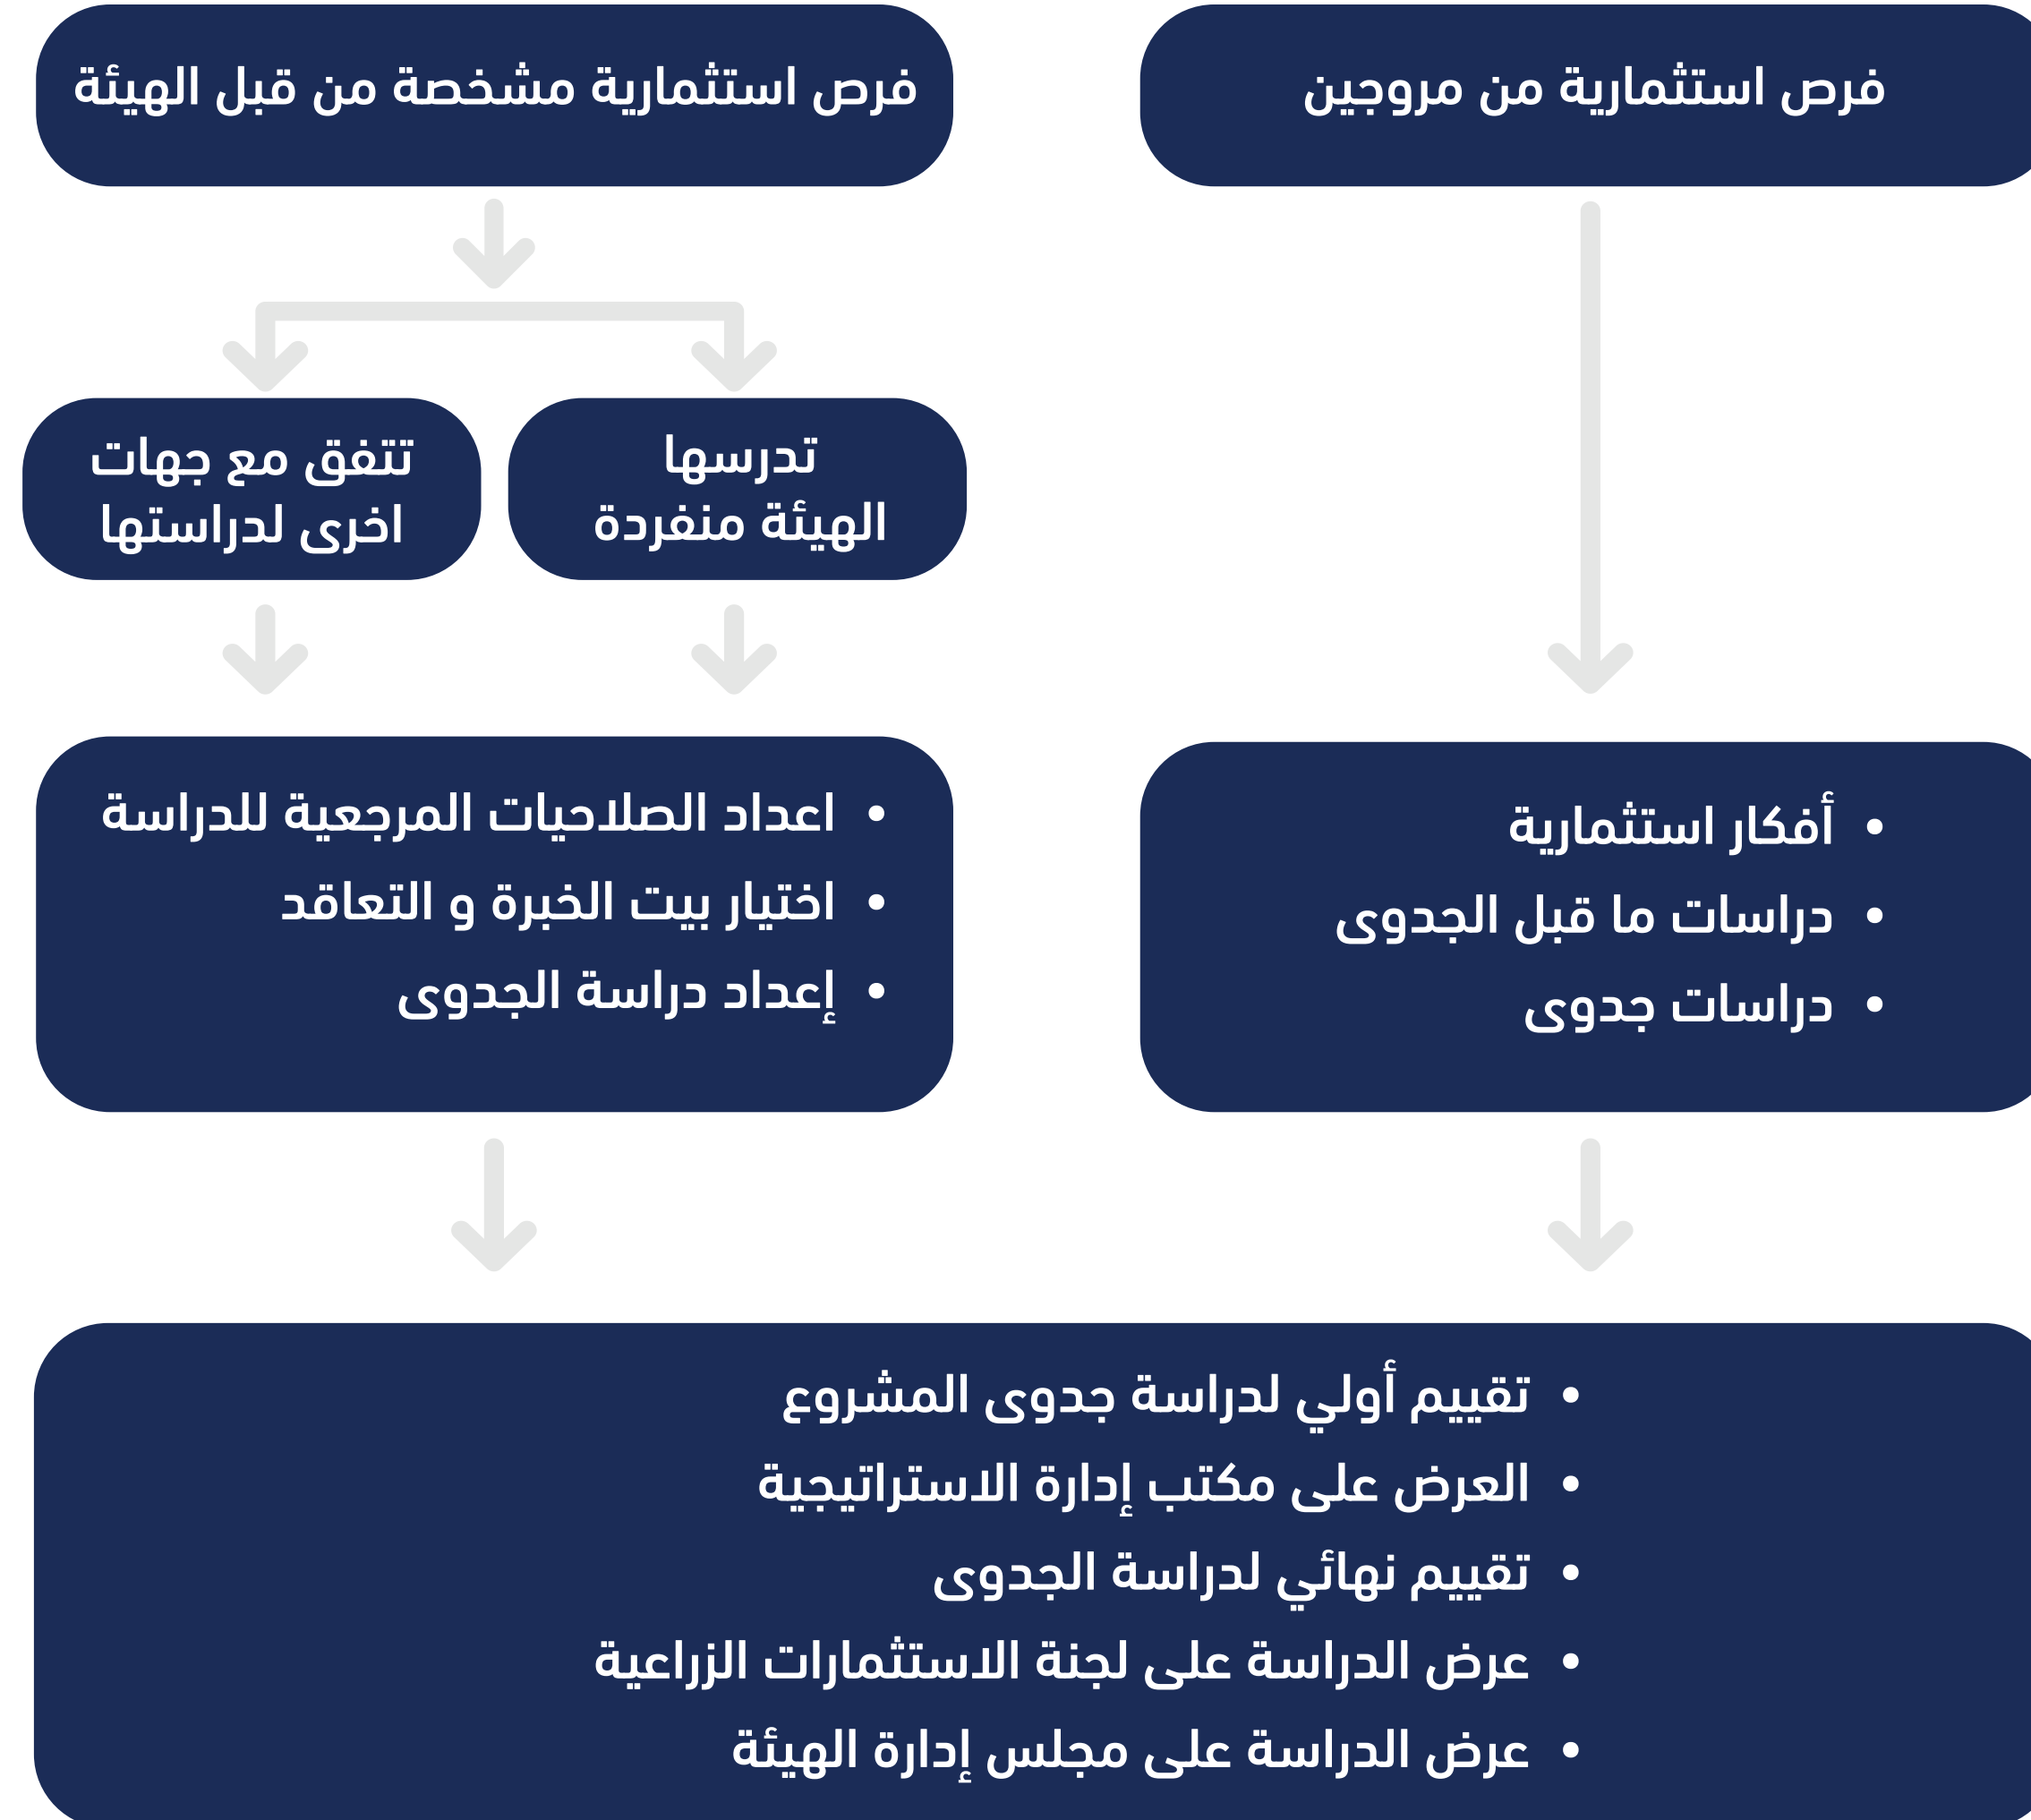 فرص استثمارية من مروجين
فرص استثمارية مشخصة من قبل الهيئة
تدرسها
الهيئة منفردة
تتفق مع جهات
اخرى لدراستها
• أفكار استثمارية
• دراسات ما قبل الجدوى
• دراسات جدوى
• اعداد الصلاحيات المرجعية للدراسة
• اختيار بيت الخبرة و التعاقد
• إعداد دراسة الجدوى
• تقييم أولي لدراسة جدوى المشروع
• العرض على مكتب إدارة الاستراتيجية
• تقييم نهائي لدراسة الجدوى
• عرض الدراسة على لجنة الاستثمارات الزراعية
• عرض الدراسة على مجلس إدارة الهيئة